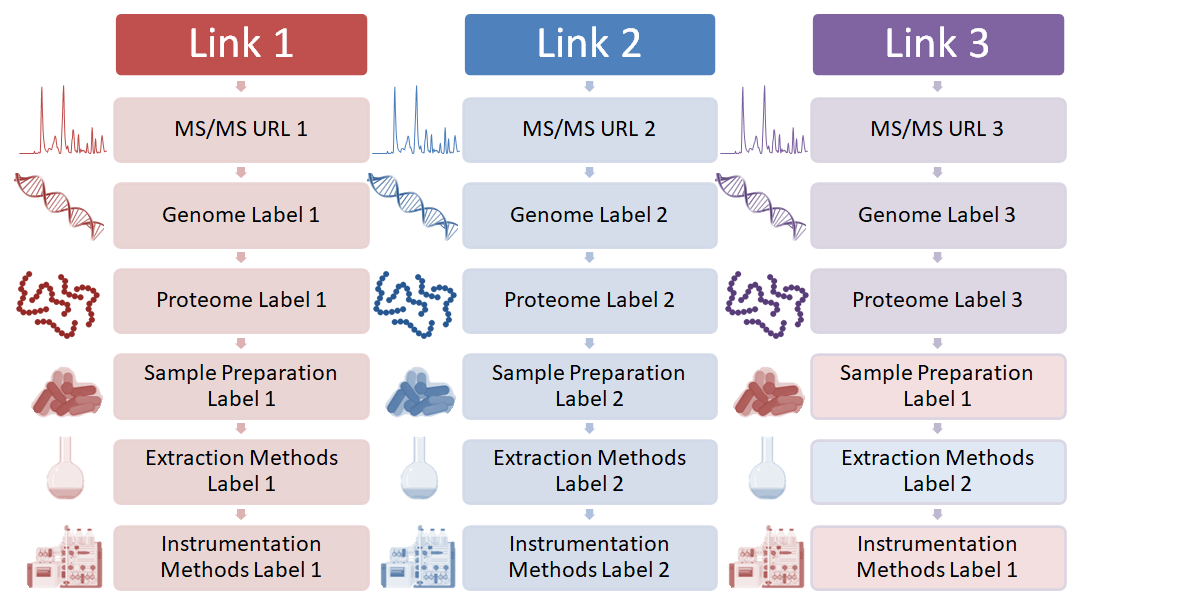 Link 1
MS/MS URL 1
Genome Label 1
Proteome Label 1
Sample Preparation
Label 1
Extraction Methods
Label 1
Instrumentation
Methods Label 1
Link 2
MS/MS URL 2
Genome Label 2
Proteome Label 2
Sample Preparation
Label 2
Extraction Methods
Label 2
Instrumentation
Methods Label 2
Link 3
MS/MS URL 3
Genome Label 3
Proteome Label 3
Sample Preparation
Label 1
Extraction Methods
Label 2
Instrumentation
Methods Label 1